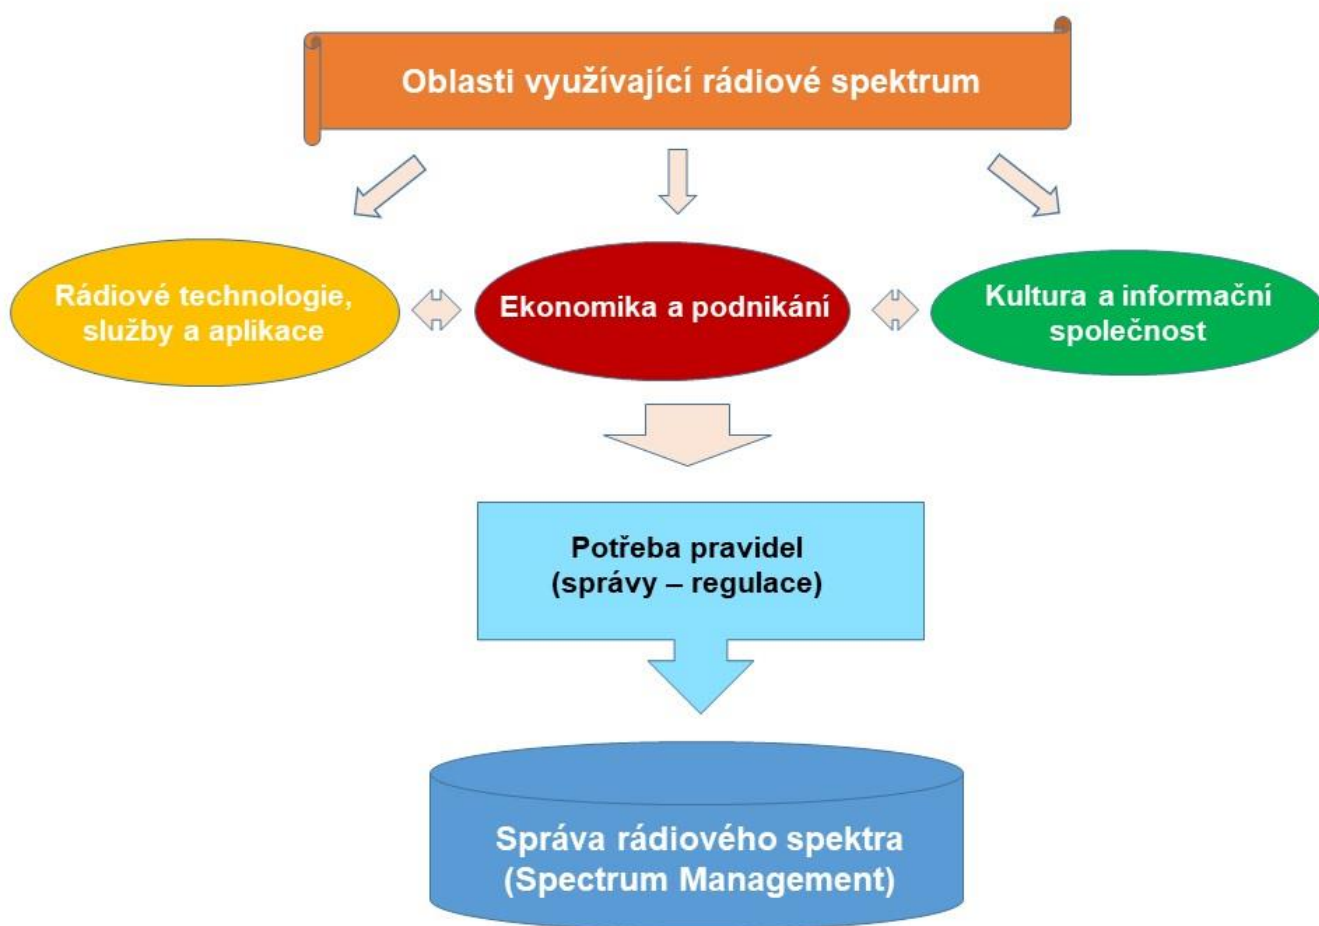 Oblasti využívající rádiové spektrum
Rádiové technologie,
služby a aplikace
Ekonomika a podnikání
Kultura a informační
společnost
Potřeba pravidel
(správy – regulace)
Správa rádiového spektra
(Spectrum Management)